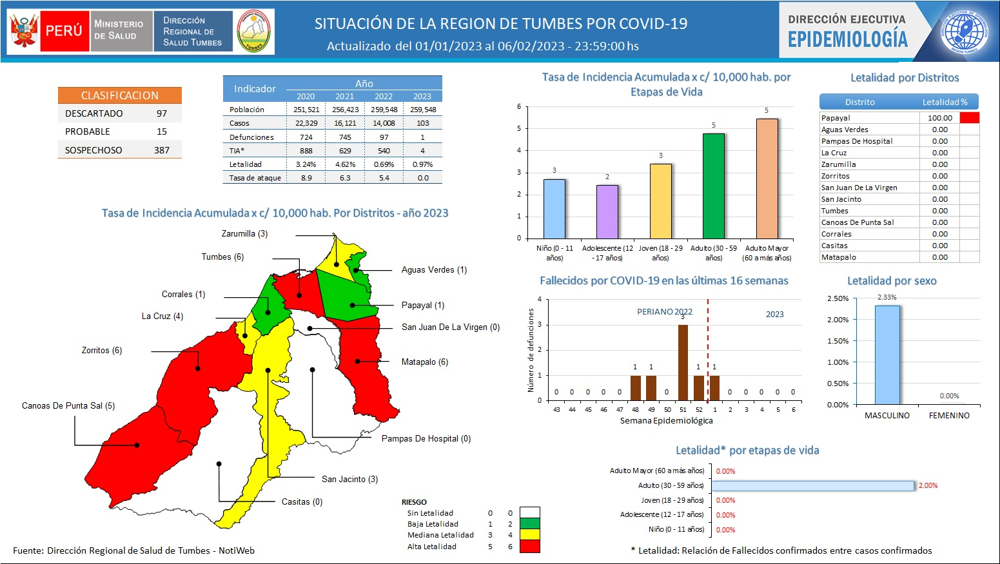 PERÚ
MINISTERIO
DE SALUD
DIRECCIÓN
REGIONAL DE
SALUD TUMBES
TUMBES
SITUACIÓN DE LA REGION DE TUMBES POR COVID-19
Actualizado del 01/01/2023 al 06/02/2023 - 23:59:00 hs
DIRECCIÓN EJECUTIVA
EPIDEMIOLOGÍA
CLASIFICACION
DESCARTADO 97
PROBABLE 15
SOSPECHOSO 387
Indicador Año
2020 2021 2022 2023
Población 251,521 256,423 259,548 259,548
Casos 22,329 16,121 14,008 103
Defunciones 724 745 97 1
TIA* 888 629 540 4
Letalidad 3.24% 4.62% 0.69% 0.97%
Tasa de ataque 8.9 6.3 5.4 0.0
Tasa de Incidencia Acumulada x c/ 10,000 hab. Por Distritos - año 2023
Zarumilla (3)
Tumbes (6)
Aguas Verdes (1)
Corrales (1)
Papayal (1)
La Cruz (4)
San Juan De La Virgen (0)
Zorritos (6)
Matapalo (6)
Canoas De Punta Sal (5)
Pampas De Hospital (0)
San Jacinto (3)
Casitas (0)
RIESGO
Sin Letalidad 0 0
Baja Letalidad 1 2
Mediana Letalidad 3 4
Alta Letalidad 5 6
Fuente: Dirección Regional de Salud de Tumbes - NotiWeb
Tasa de Incidencia Acumulada x c/ 10,000 hab. por
Etapas de Vida
6
5
4
3
2
1
0
3
2
3
5
5
Niño (0 - 11
años)
Adolescente (12
- 17 años)
Joven (18 - 29
años)
Adulto (30 - 59
años)
Adulto Mayor
(60 a más años)
Letalidad por Distritos
Distrito Letalidad %
Papayal 100.00
Aguas Verdes 0.00
Pampas De Hospital 0.00
La Cruz 0.00
Zarumilla 0.00
Zorritos 0.00
San Juan De La Virgen 0.00
San Jacinto 0.00
Tumbes 0.00
Canoas De Punta Sal 0.00
Corrales 0.00
Casitas 0.00
Matapalo 0.00
Fallecidos por COVID-19 en las últimas 16 semanas
Número de defunciones
4
3
2
1
0
PERIANO 2022
2023
0 0 0 0 0 1 1 0 3 1 1 0 0 0 0 0
43 44 45 46 47 48 49 50 51 52 1 2 3 4 5 6
Semana Epidemiológica
Letalidad por sexo
2.50%
2.00%
1.50%
1.00%
0.50%
0.00%
2.33%
0.00%
MASCULINO FEMENINO
Letalidad* por etapas de vida
Adulto Mayor (60 a más años) 0.00%
Adulto (30 - 59 años) 2.00%
Joven (18 - 29 años) 0.00%
Adolescente (12 - 17 años) 0.00%
Niño (0 - 11 años) 0.00%
* Letalidad: Relación de Fallecidos confirmados entre casos confirmados